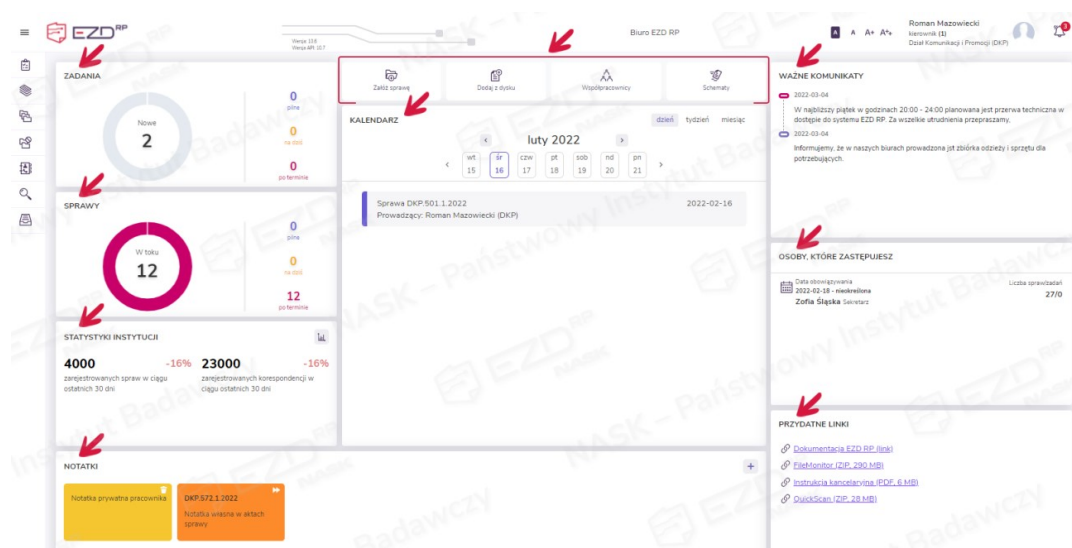 EZD RP
Wersja 13.6
Wersja API: 10.7
Biuro EZD RP
A A A+ A++
Roman Mazowiecki
kierownik (1)
Dział Komunikacji i Promocji (DKP)
3
ZADANIA
Nowe
2
0
pilne
0
na dziś
0
po terminie
SPRAWY
W toku
12
0
pilne
0
na dziś
12
po terminie
STATYSTYKI INSTYTUCJI
4000 -16%
zarejestrowanych spraw w ciągu
ostatnich 30 dni
23000 -16%
zarejestrowanych korespondencji w
ciągu ostatnich 30 dni
NOTATKI
+
Notatka prywatna pracownika
DKP.572.1.2022
Notatka własna w aktach
sprawy
Załóż sprawę
Dodaj z dysku
Współpracownicy
Schematy
KALENDARZ
dzień tydzień miesiąc
luty 2022
wt śr czw pt sob nd pn
15 16 17 18 19 20 21
Sprawa DKP.501.1.2022 2022-02-16
Prowadzący: Roman Mazowiecki (DKP)
WAŻNE KOMUNIKATY
2022-03-04
W najbliższy piątek w godzinach 20:00 - 24:00 planowana jest przerwa techniczna w
dostępie do systemu EZD RP. Za wszelkie utrudnienia przepraszamy.
2022-03-04
Informujemy, że w naszych biurach prowadzona jst zbiórka odzieży i sprzętu dla
potrzebujących.
OSOBY, KTÓRE ZASTĘPUJESZ
Data obowiązywania Liczba spraw/zadań
2022-02-18 - nieokreślona 27/0
Zofia Śląska Sekretarz
PRZYDATNE LINKI
Dokumentacja EZD RP (link)
FileMonitor (ZIP, 290 MB)
Instrukcja kancelaryjna (PDF, 6 MB)
QuickScan (ZIP, 28 MB)
NASK – Państwowy Instytut Badawczy